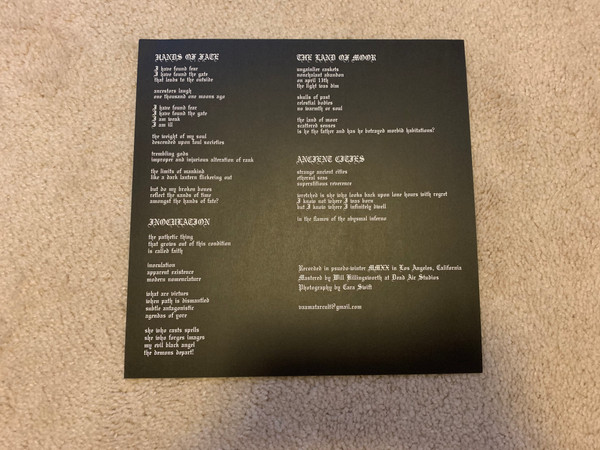 HANDS OF FATE
I have found fear
I have found the gate
that leads to the outside
ancestors laugh
one thousand one moons ago
I have found fear
I have found the gate
I am weak
I am ill
the weight of my soul
descended upon soul societies
trembling gods
improper and injurious alteration of rank
the limits of mankind
like a dark lantern flickering out
but do my broken bones
reflect the sands of time
amongst the hands of fate?
INOCULATION
the pathetic thing
that grows out of this condition
is called faith
inoculation
apparent existence
modern nomenclature
what are virtues
when path is dismantled
subtle antagonistic
agendas of yore
she who casts spells
she who forges images
my evil black angel
the demons depart!
THE LAND OF MOOR
ungainlier caskets
nonchalant abandon
on april 13th
the light was dim
skulls of past
celestial bodies
no warmth or soul
the land of moor
scattered senses
is he the father and has he betrayed morbid habitations?
ANCIENT CITIES
strange ancient cities
ethereal seas
superstitious reverence
wretched is she who looks back upon lone hours with regret
I know not where I was born
but I know where I infinitely dwell
in the flames of the abysmal inferno
Recorded in pseudo-winter MMXX in Los Angeles, California
Mastered by Will Killingsworth at Dead Air Studios
Photography by Cara Swift